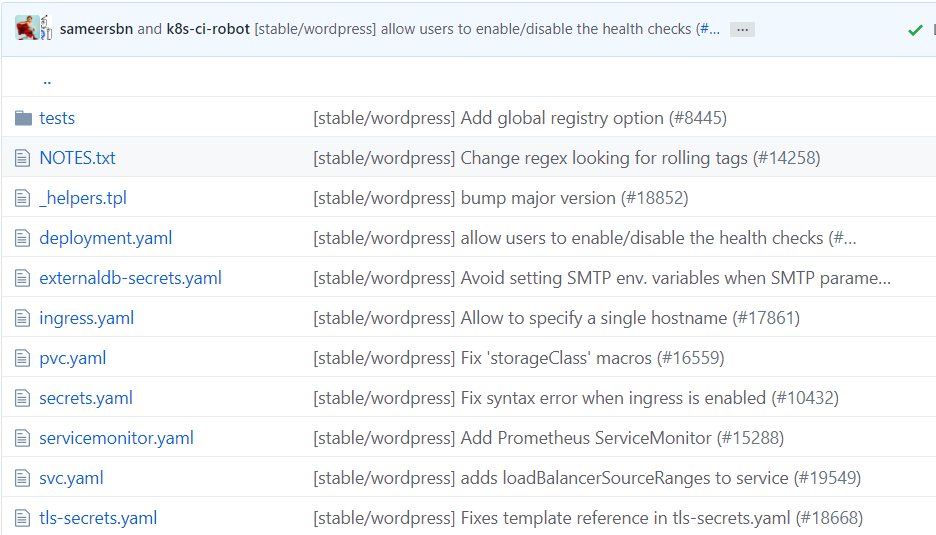 sameersbn and k8s-ci-robot [stable/wordpress] allow users to enable/disable the health checks (#... ...
..
tests [stable/wordpress] Add global registry option (#8445)
NOTES.txt [stable/wordpress] Change regex looking for rolling tags (#14258)
_helpers.tpl [stable/wordpress] bump major version (#18852)
deployment.yaml [stable/wordpress] allow users to enable/disable the health checks (#...
externaldb-secrets.yaml [stable/wordpress] Avoid setting SMTP env. variables when SMTP parame...
ingress.yaml [stable/wordpress] Allow to specify a single hostname (#17861)
pvc.yaml [stable/wordpress] Fix 'storageClass' macros (#16559)
secrets.yaml [stable/wordpress] Fix syntax error when ingress is enabled (#10432)
servicemonitor.yaml [stable/wordpress] Add Prometheus ServiceMonitor (#15288)
svc.yaml [stable/wordpress] adds loadBalancerSourceRanges to service (#19549)
tls-secrets.yaml [stable/wordpress] Fixes template reference in tls-secrets.yaml (#18668)